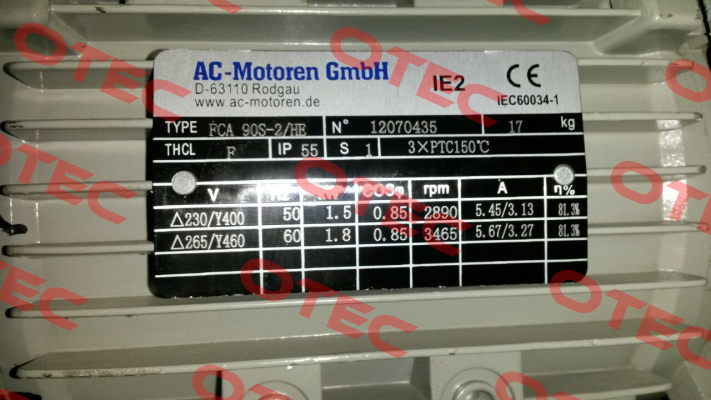 AC-Motoren GmbH
D-63110 Rodgau
www.ac-motoren.de
IE2
CE
IEC60034-1
TYPE FCA 90S-2/HE N° 12070435 17 kg
THCL F IP 55 S 1 3×PTC150℃
V Hz kW COSφ rpm A η%
△230/Y400 50 1.5 0.85 2890 5.45/3.13 81.3%
△265/Y460 60 1.8 0.85 3465 5.67/3.27 81.3%
OTEC
OTEC
OTEC
OTEC
OTEC
OTEC
OTEC
OTEC